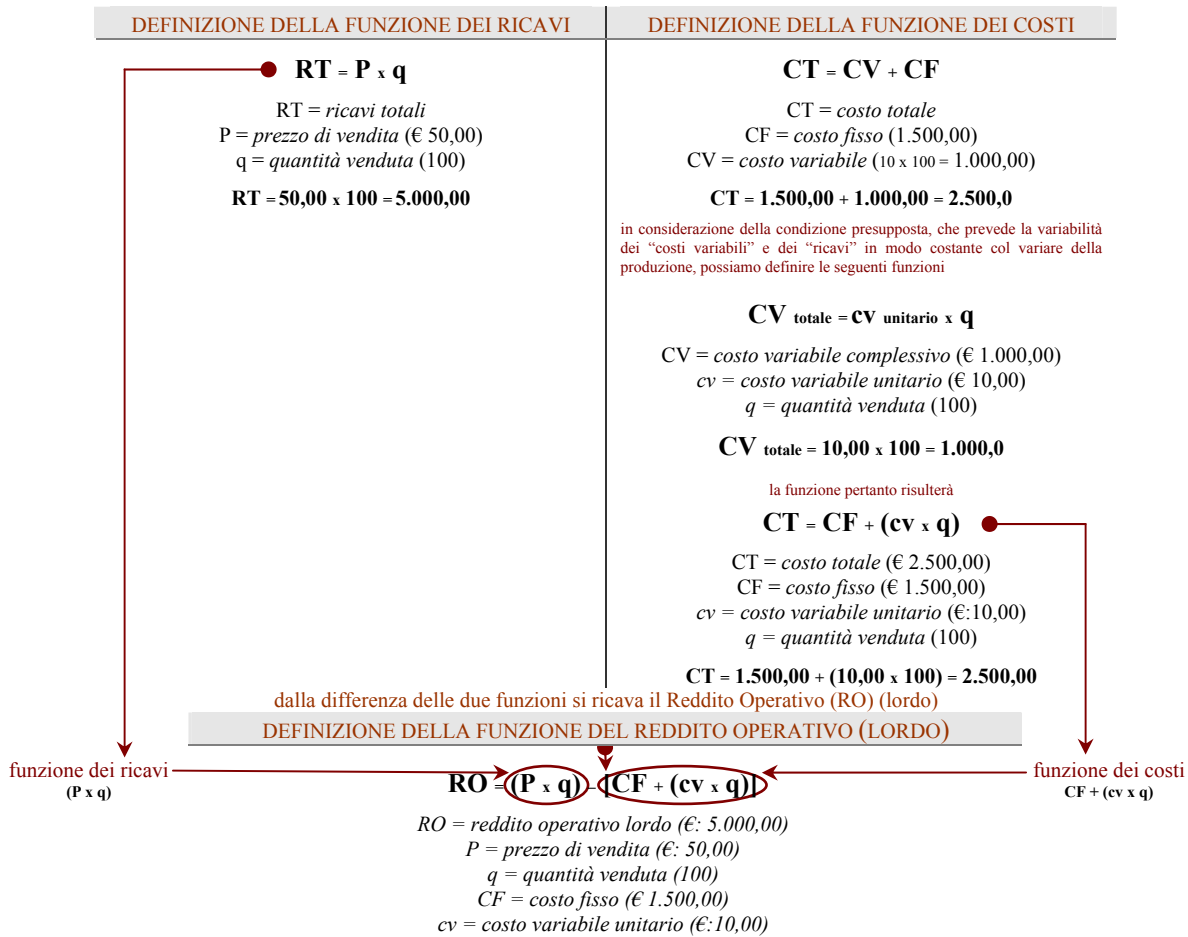 DEFINIZIONE DELLA FUNZIONE DEI RICAVI
RT = P x q
RT = ricavi totali
P = prezzo di vendita (€ 50,00)
q = quantità venduta (100)
RT = 50,00 x 100 = 5.000,00
DEFINIZIONE DELLA FUNZIONE DEI COSTI
CT = CV + CF
CT = costo totale
CF = costo fisso (1.500,00)
CV = costo variabile (10 x 100 = 1.000,00)
CT = 1.500,00 + 1.000,00 = 2.500,0
in considerazione della condizione presupposta, che prevede la variabilità
dei “costi variabili” e dei “ricavi” in modo costante col variare della
produzione, possiamo definire le seguenti funzioni
CV totale = cv unitario x q
CV = costo variabile complessivo (€ 1.000,00)
cv = costo variabile unitario (€ 10,00)
q = quantità venduta (100)
CV totale = 10,00 x 100 = 1.000,0
la funzione pertanto risulterà
CT = CF + (cv x q)
CT = costo totale (€ 2.500,00)
CF = costo fisso (€ 1.500,00)
cv = costo variabile unitario (€:10,00)
q = quantità venduta (100)
CT = 1.500,00 + (10,00 x 100) = 2.500,00
dalla differenza delle due funzioni si ricava il Reddito Operativo (RO) (lordo)
DEFINIZIONE DELLA FUNZIONE DEL REDDITO OPERATIVO (LORDO)
funzione dei ricavi
(P x q)
RO = (P x q) – [CF + (cv x q)]
funzione dei costi
CF + (cv x q)
RO = reddito operativo lordo (€: 5.000,00)
P = prezzo di vendita (€: 50,00)
q = quantità venduta (100)
CF = costo fisso (€ 1.500,00)
cv = costo variabile unitario (€:10,00)